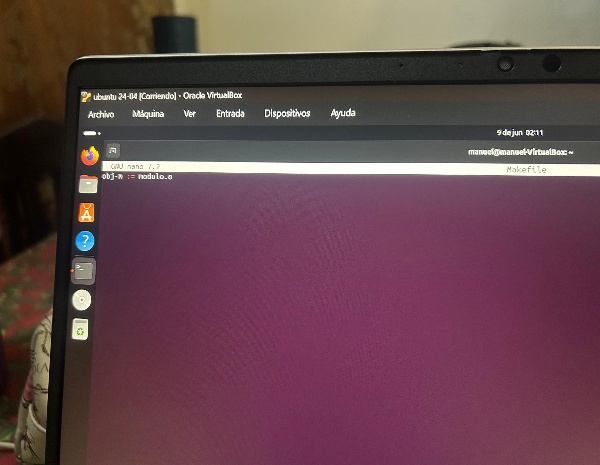 ubuntu 24-04 [Corriendo] - Oracle VirtualBox
Archivo Máquina Ver Entrada Dispositivos Ayuda
9 de jun 02:11
manuel@manuel-VirtualBox: ~
GNU nano 7.2 Makefile
obj-m := modulo.o